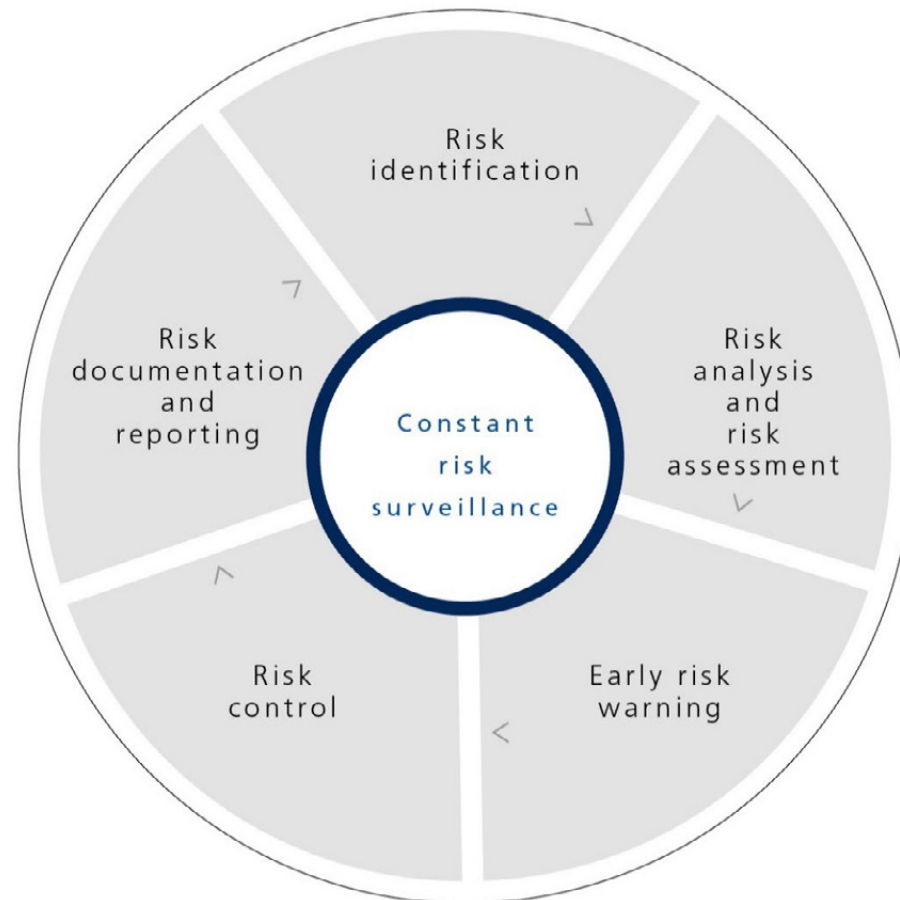 Risk
identification
Risk
analysis
and
risk
assessment
Early risk
warning
Risk
control
Risk
documentation
and
reporting
Constant
risk
surveillance